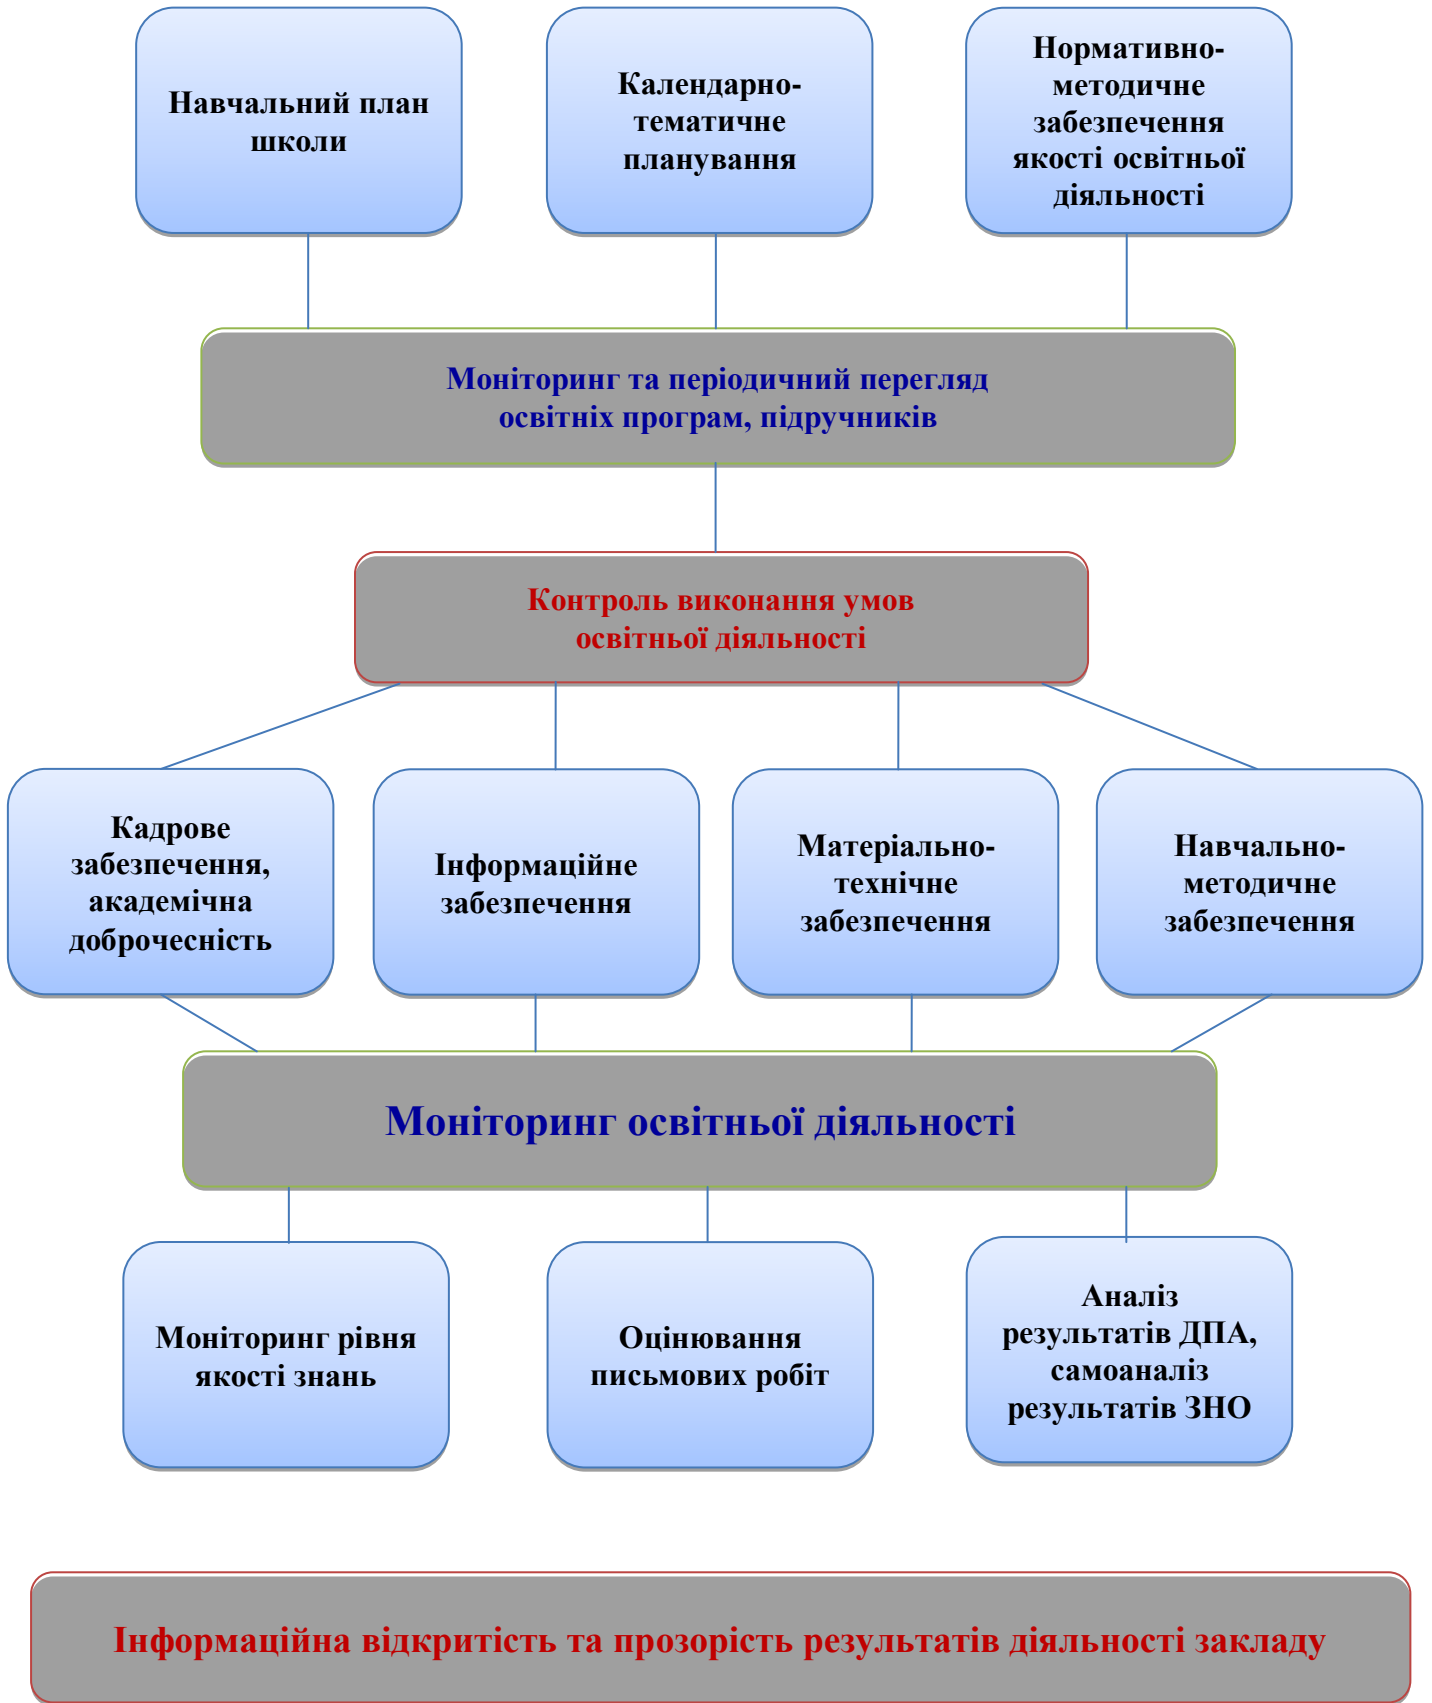 Навчальний план
школи
Календарно-
тематичне
планування
Нормативно-
методичне
забезпечення
якості освітньої
діяльності
Моніторинг та періодичний перегляд
освітніх програм, підручників
Контроль виконання умов
освітньої діяльності
Кадрове
забезпечення,
академічна
доброчесність
Інформаційне
забезпечення
Матеріально-
технічне
забезпечення
Навчально-
методичне
забезпечення
Моніторинг освітньої діяльності
Моніторинг рівня
якості знань
Оцінювання
письмових робіт
Аналіз
результатів ДПА,
самоаналіз
результатів ЗНО
Інформаційна відкритість та прозорість результатів діяльності закладу